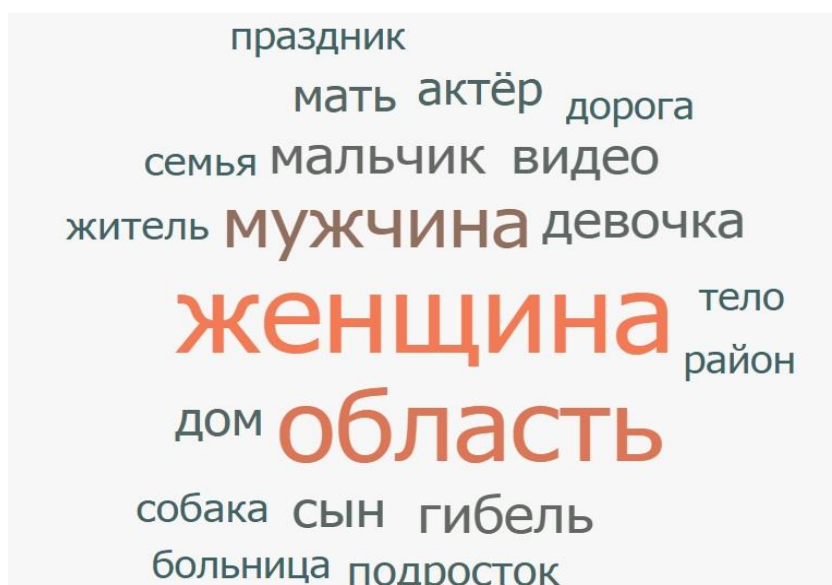 праздник
мать актёр дорога
семья мальчик видео
житель мужчина девочка
женщина тело
район
дом область
собака сын гибель
больница подросток